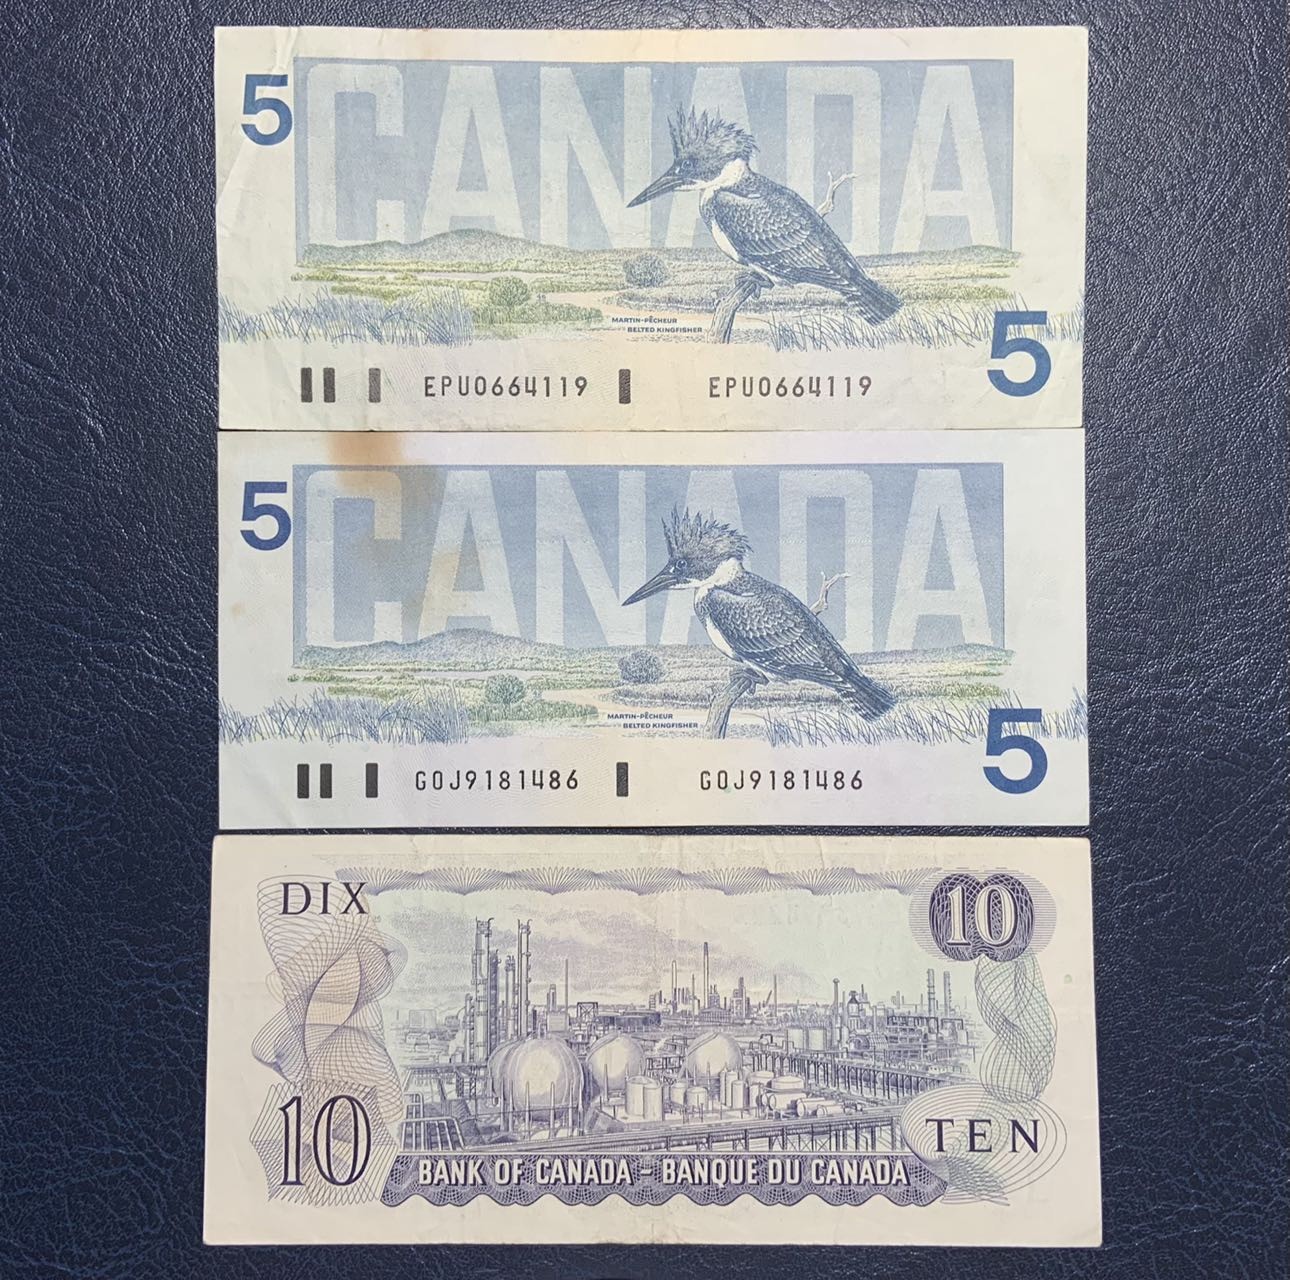 5 CANADA
MARTIN-PÊCHEUR
BELTED KINGFISHER
5
EPU0664119 EPU0664119
5 CANADA
MARTIN-PÊCHEUR
BELTED KINGFISHER
5
GOJ9181486 GOJ9181486
DIX 10
10 TEN
BANK OF CANADA - BANQUE DU CANADA